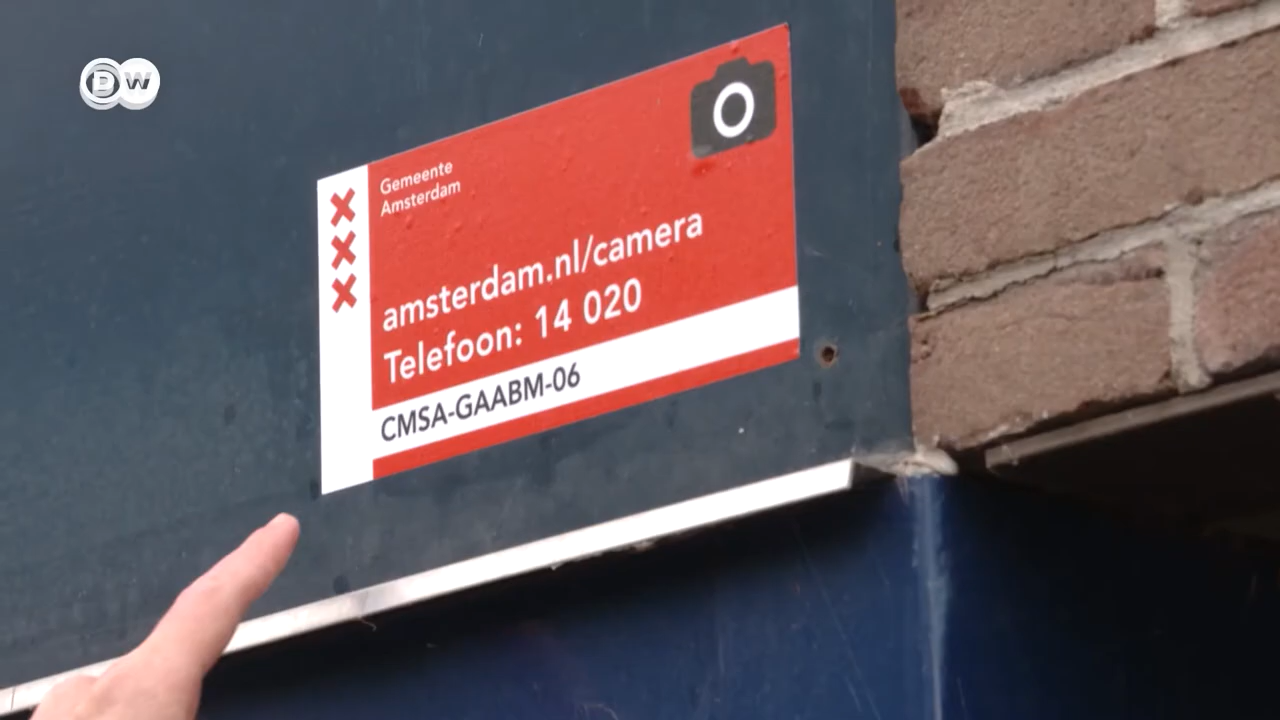 DW
Gemeente
Amsterdam
amsterdam.nl/camera
Telefoon: 14 020
CMSA-GAABM-06